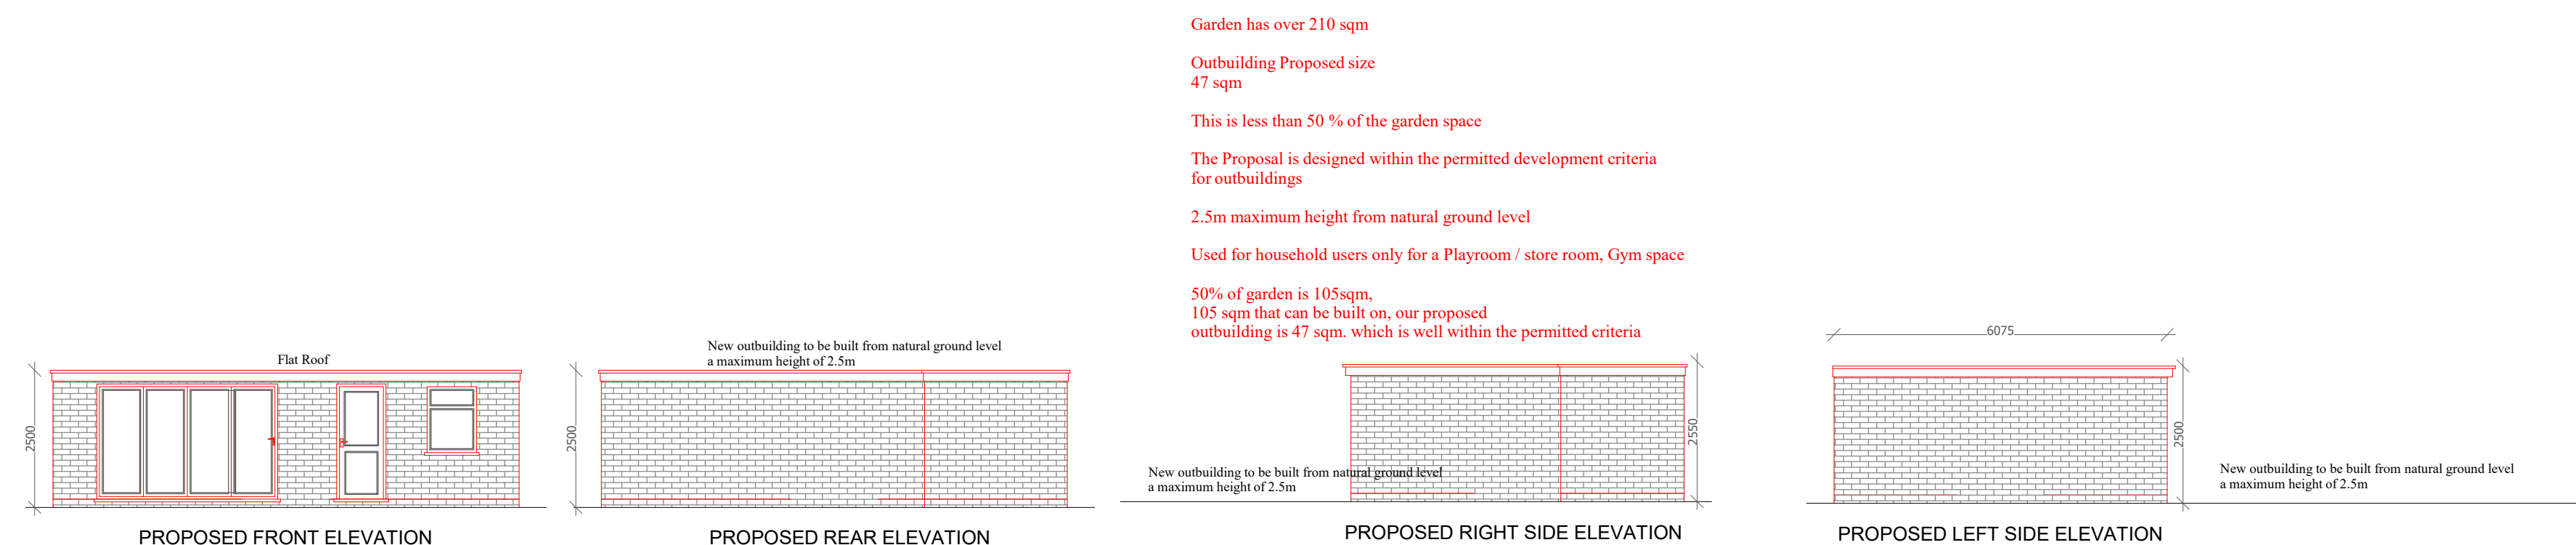 Garden has over 210 sqm
Outbuilding Proposed size
47 sqm
This is less than 50 % of the garden space
The Proposal is designed within the permitted development criteria
for outbuildings
2.5m maximum height from natural ground level
Used for household users only for a Playroom / store room, Gym space
50% of garden is 105sqm,
105 sqm that can be built on, our proposed
outbuilding is 47 sqm. which is well within the permitted criteria
Flat Roof
2500
PROPOSED FRONT ELEVATION
New outbuilding to be built from natural ground level
a maximum height of 2.5m
2500
PROPOSED REAR ELEVATION
New outbuilding to be built from natural ground level
a maximum height of 2.5m
2550
PROPOSED RIGHT SIDE ELEVATION
6075
2500
New outbuilding to be built from natural ground level
a maximum height of 2.5m
PROPOSED LEFT SIDE ELEVATION